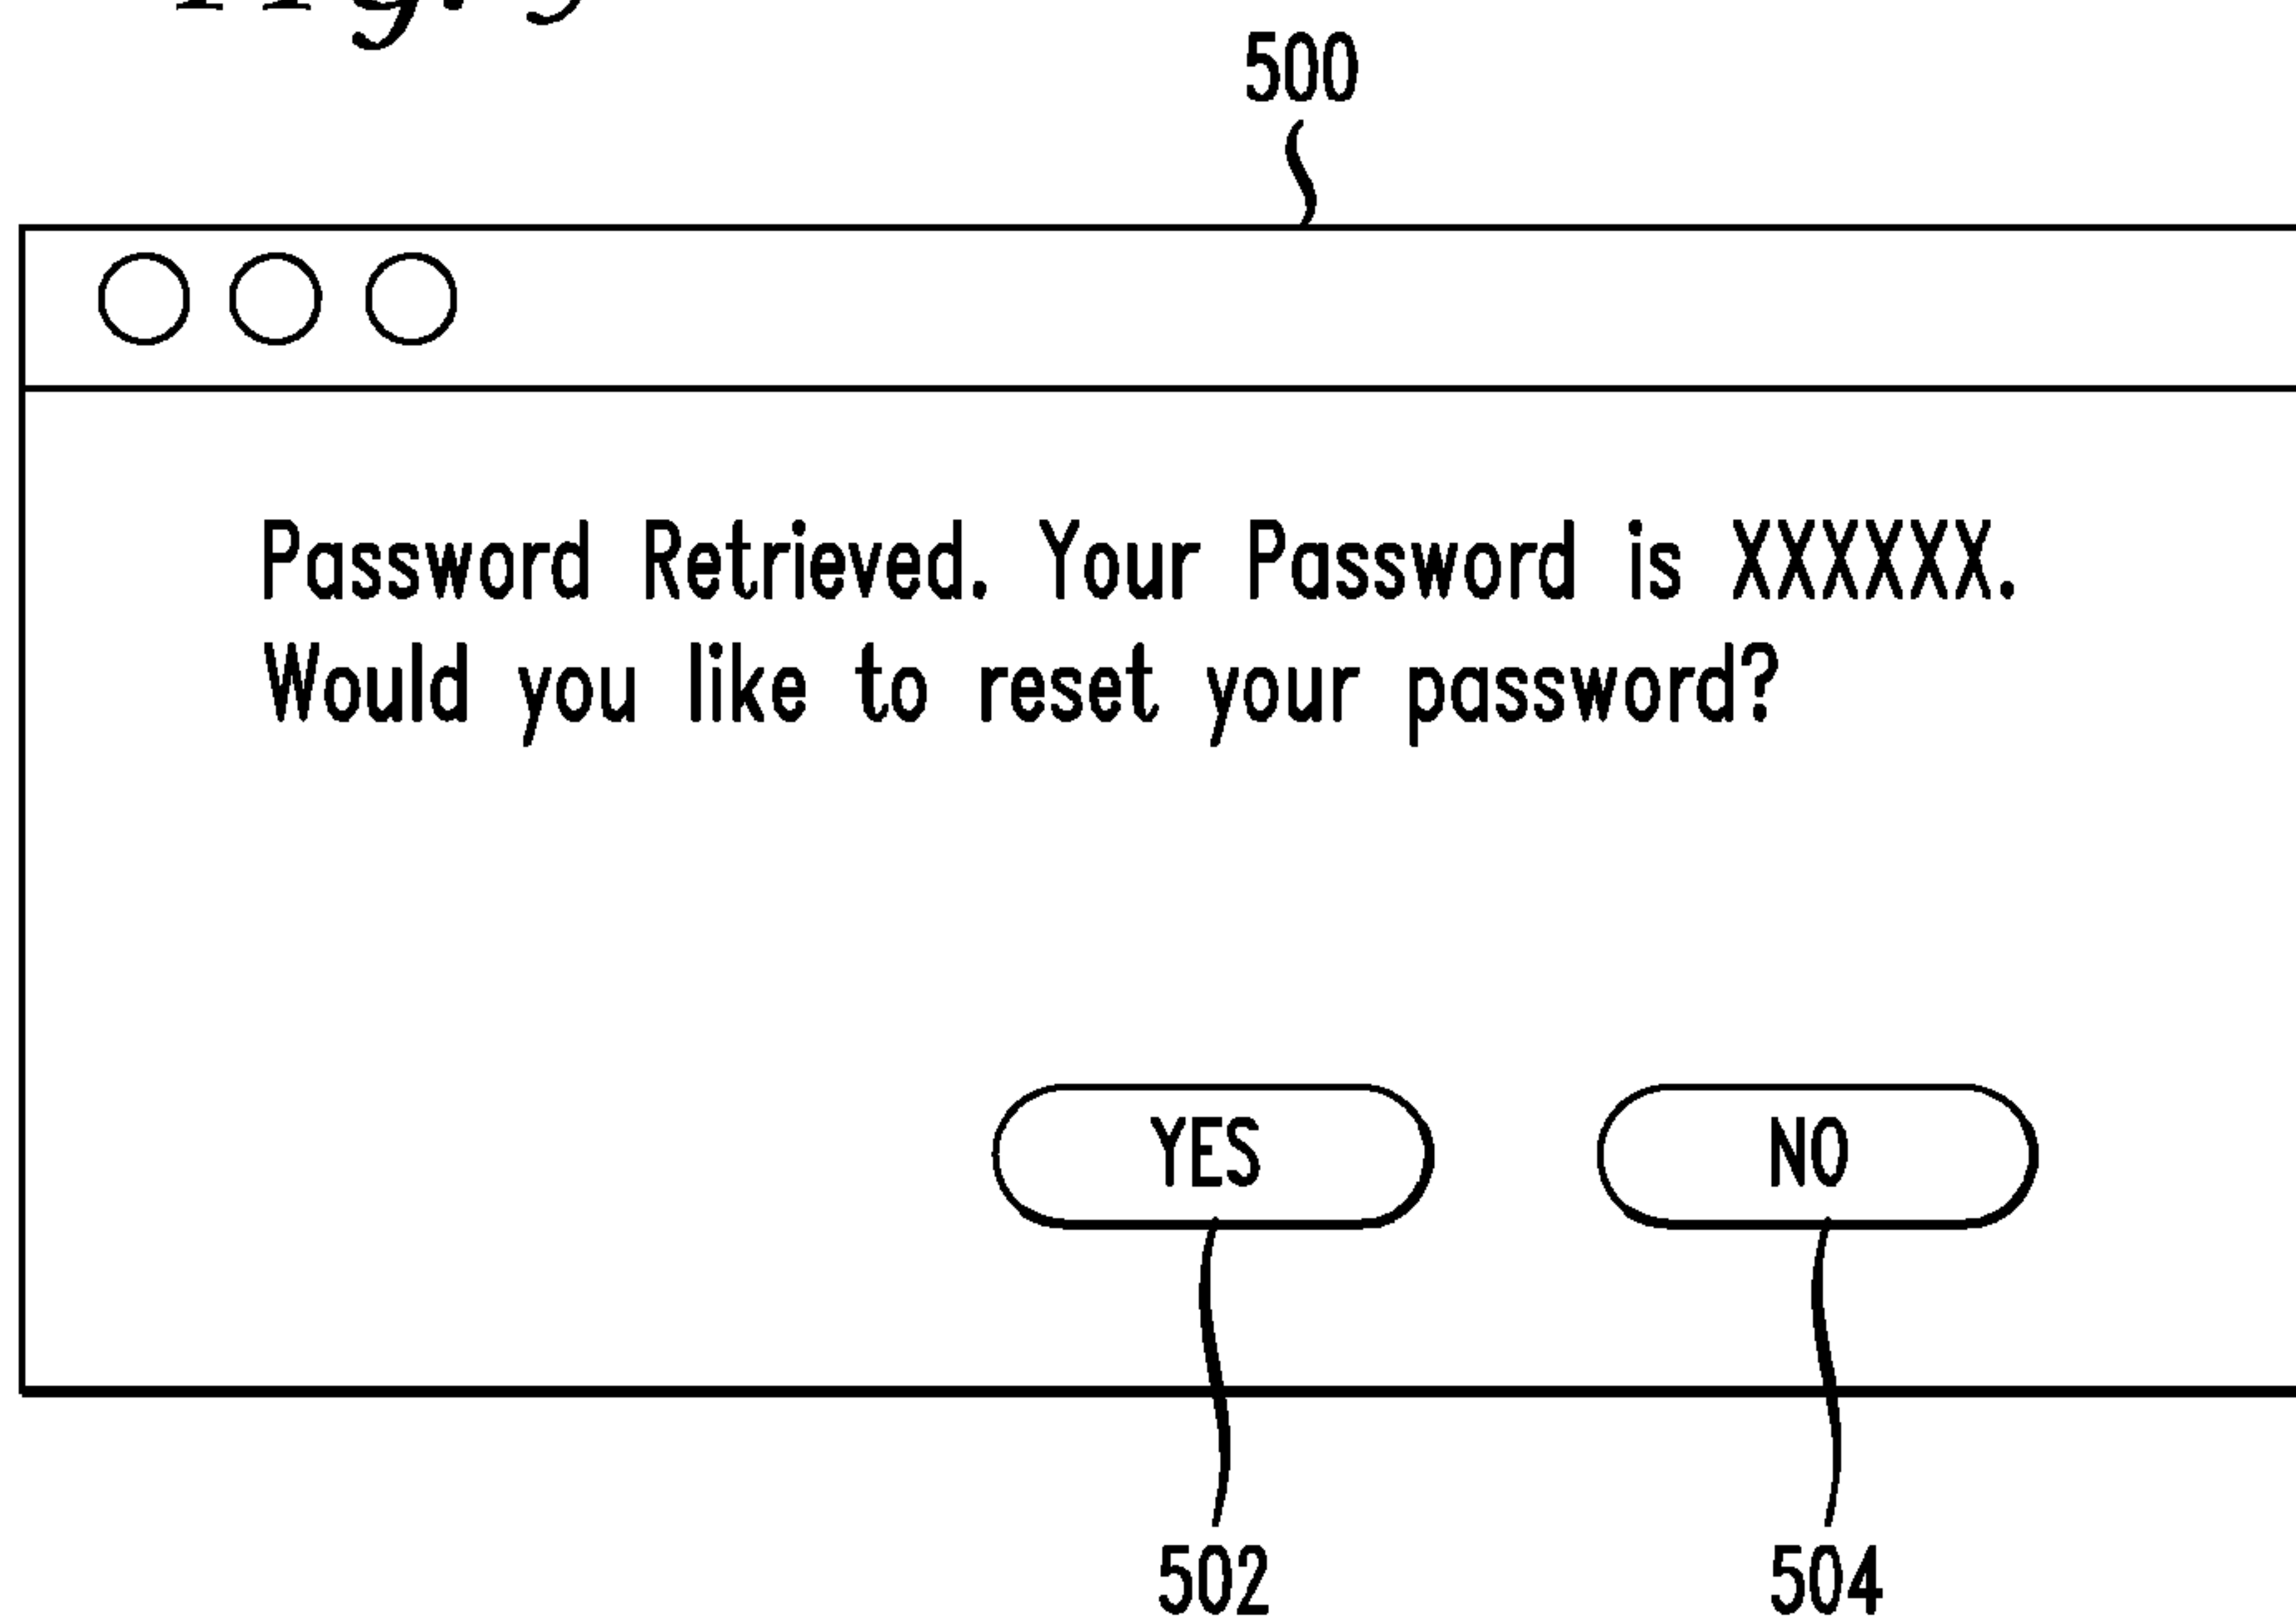 500
Password Retrieved. Your Password is XXXXXX.
Would you like to reset your password?
YES NO
502 504